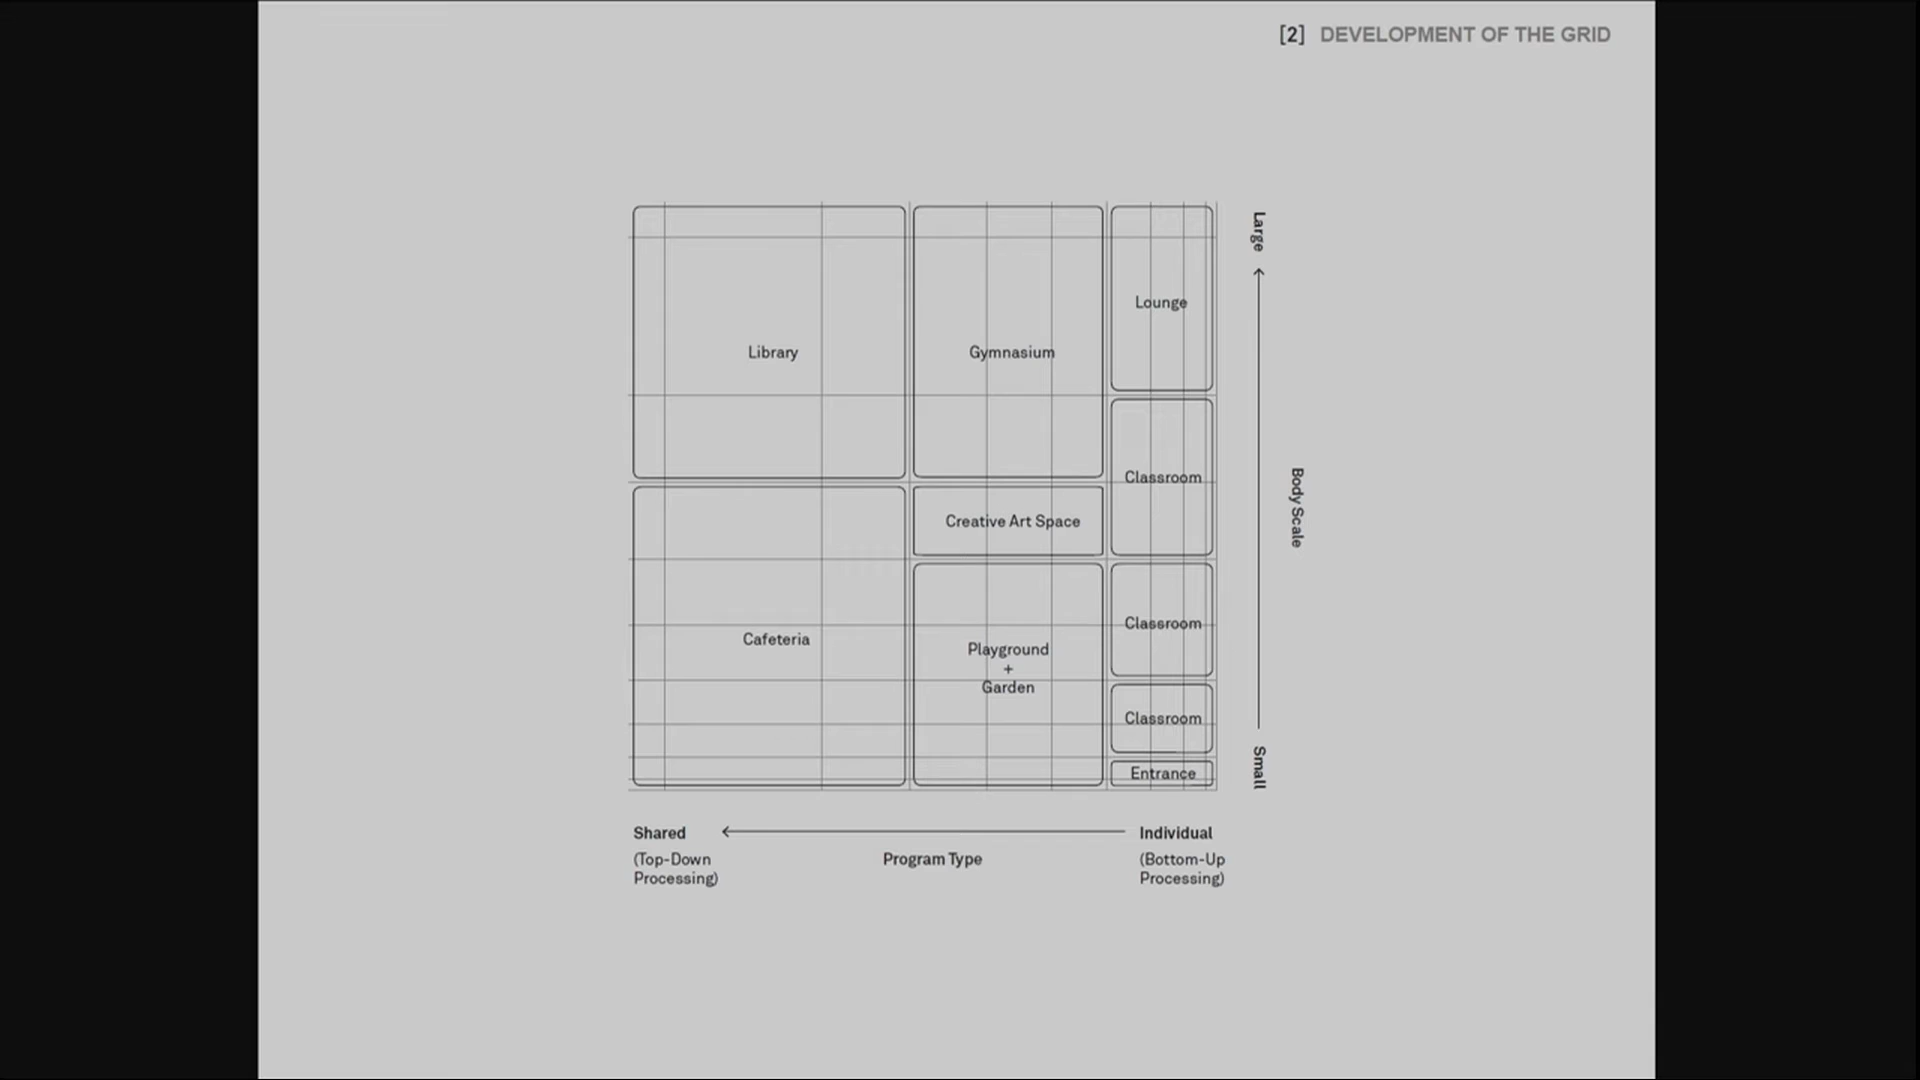 [2] DEVELOPMENT OF THE GRID
Large
Lounge
Library
Gymnasium
Classroom
Body Scale
Creative Art Space
Classroom
Cafeteria
Playground
+
Garden
Classroom
Small
Entrance
Shared
Individual
(Top-Down
Processing)
Program Type
(Bottom-Up
Processing)